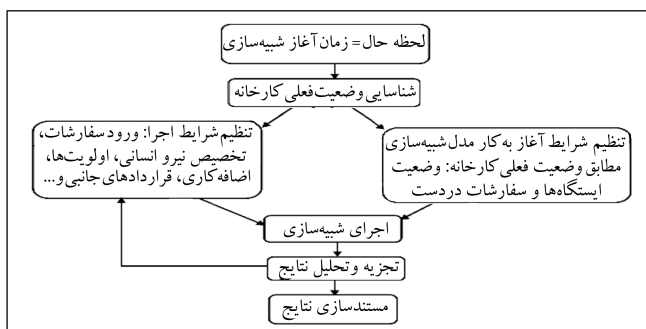 لحظه حال = زمان آغاز شبیه‌سازی
شناسایی وضعیت فعلی کارخانه
تنظیم شرایط آغاز به کار مدل شبیه‌سازی
مطابق وضعیت فعلی کارخانه: وضعیت
ایستگاه‌ها و سفارشات دردست
تنظیم شرایط اجرا: ورود سفارشات،
تخصیص نیرو انسانی، اولویت‌ها،
اضافه‌کاری، قراردادهای جانبی و...
اجرای شبیه‌سازی
تجزیه و تحلیل نتایج
مستندسازی نتایج